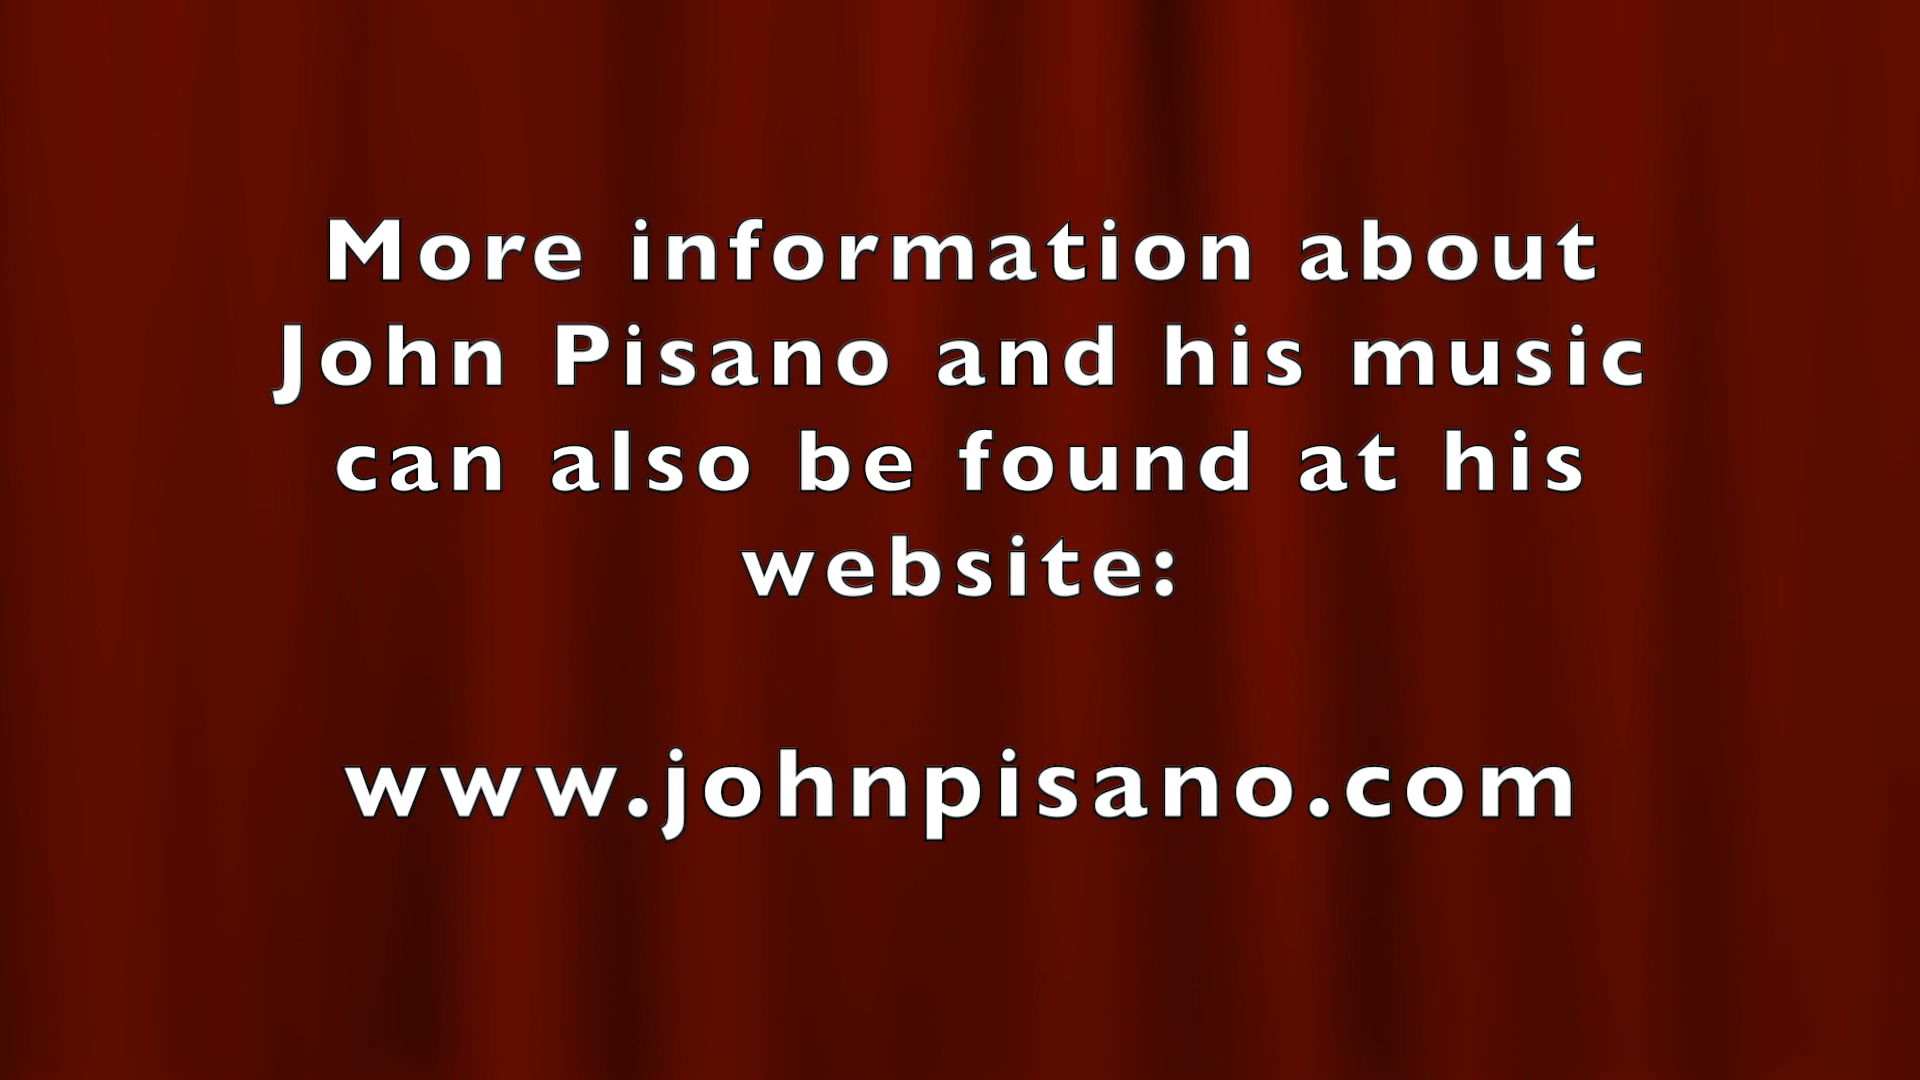 More information about
John Pisano and his music
can also be found at his
website:
www.johnpisano.com